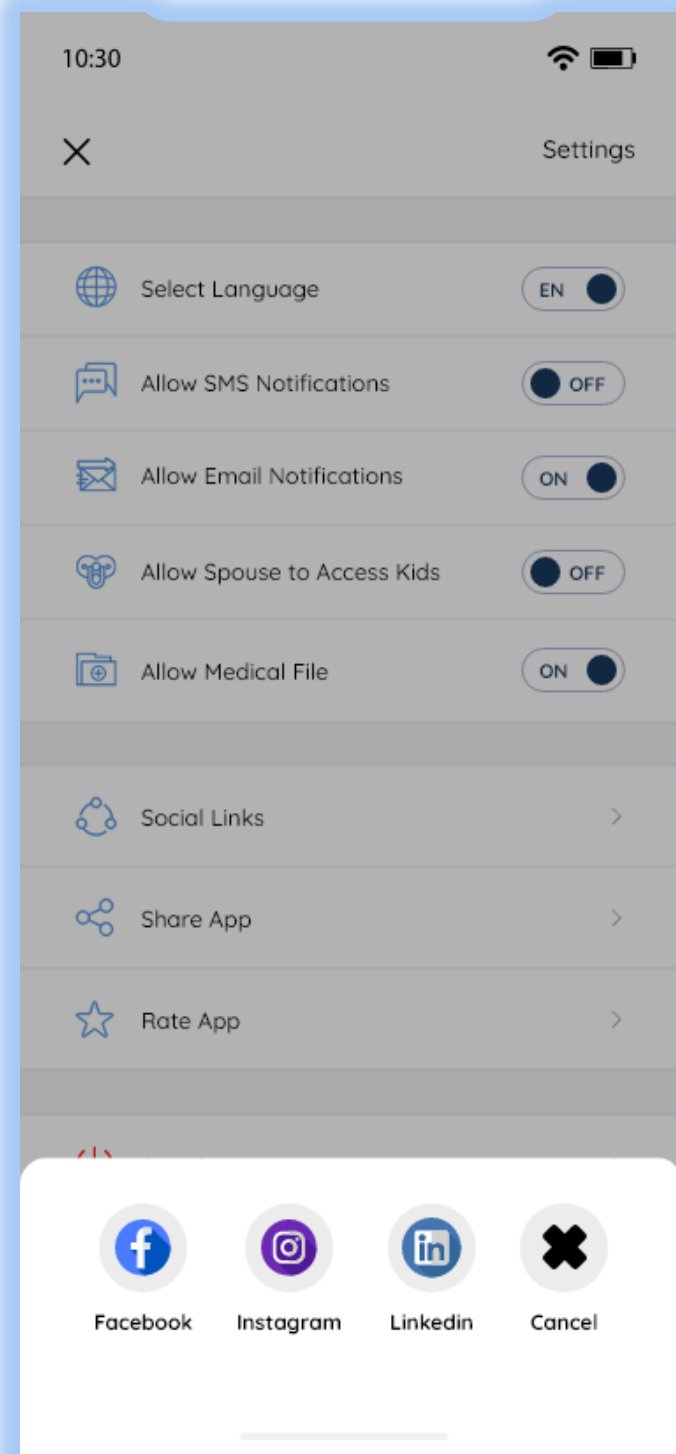 10:30
Settings
Select Language EN
Allow SMS Notifications OFF
Allow Email Notifications ON
Allow Spouse to Access Kids OFF
Allow Medical File ON
Social Links
Share App
Rate App
Facebook Instagram Linkedin Cancel